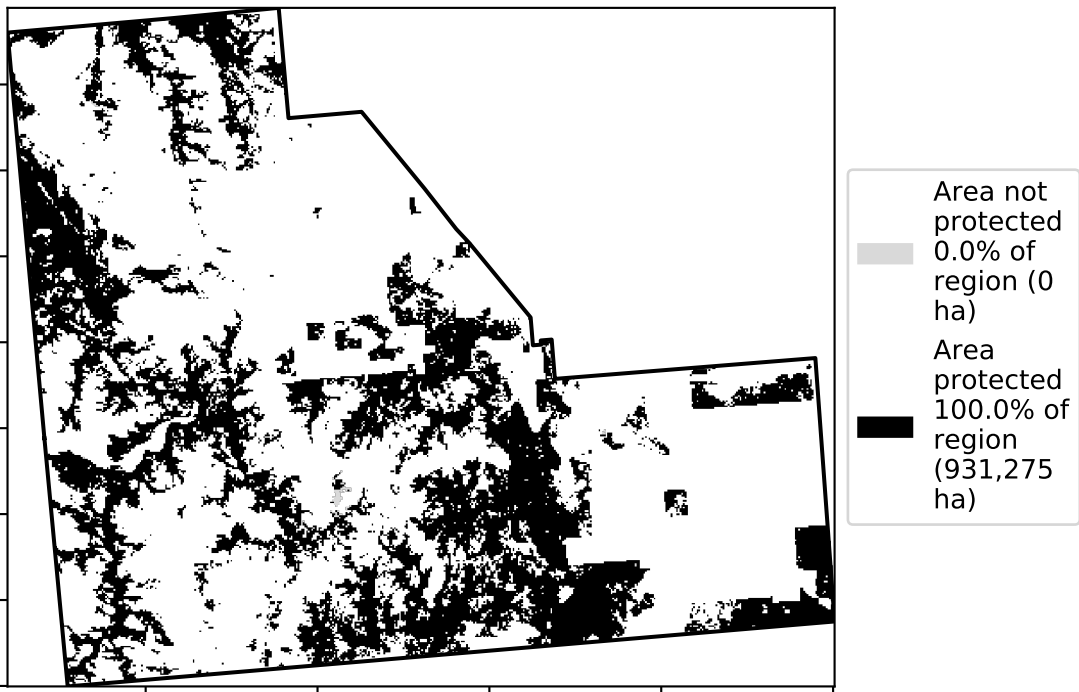 Area not
protected
0.0% of
region (0
ha)
Area
protected
100.0% of
region
(931,275
ha)